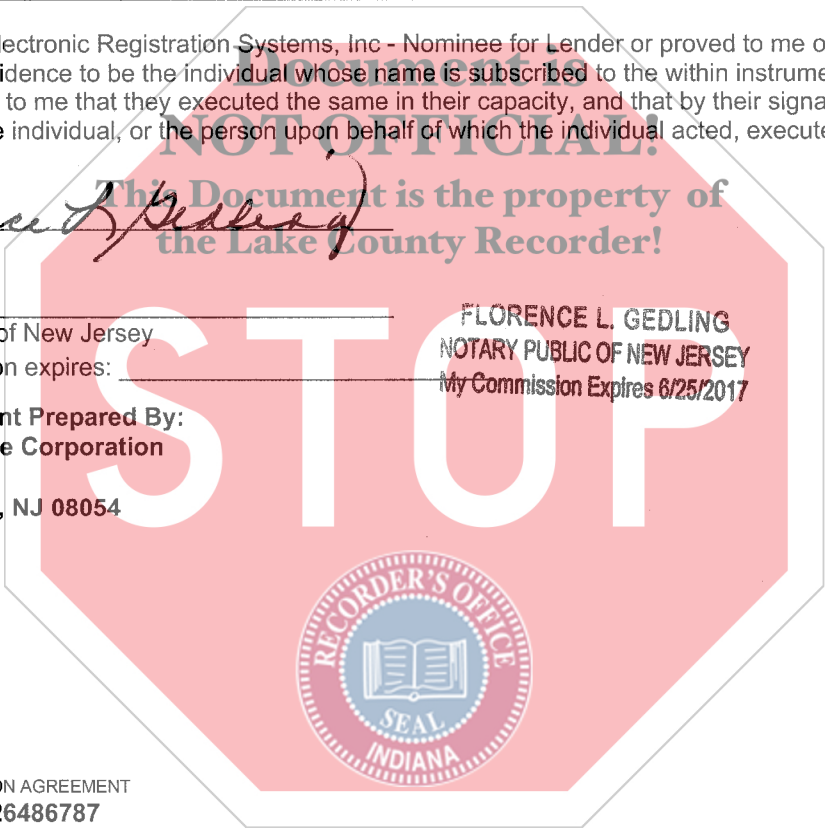 lectronic Registration Systems, Inc - Nominee for Lender or proved to me o
Document is
idence to be the individual whose name is subscribed to the within instrume
to me that they executed the same in their capacity, and that by their signa
NOT OFFICIAL!
e individual, or the person upon behalf of which the individual acted, execute
This Document is the property of
ce L Gedling
the Lake County Recorder!
FLORENCE L. GEDLING
of New Jersey
NOTARY PUBLIC OF NEW JERSEY
n expires:
My Commission Expires 6/25/2017
nt Prepared By:
e Corporation
STOP
, NJ 08054
RECORDER'S OFFICE
SEAL
INDIANA
ON AGREEMENT
26486787